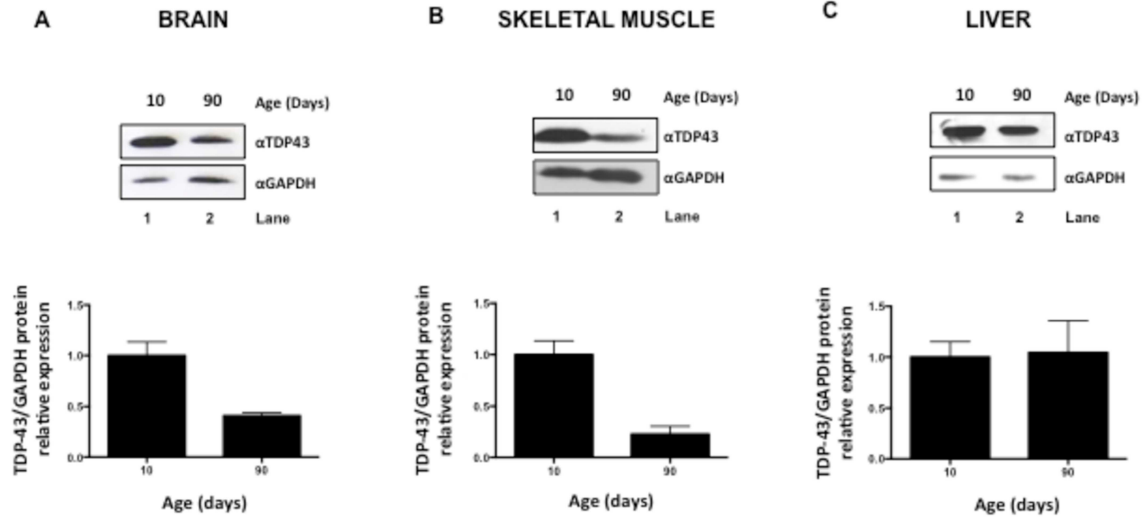 A BRAIN
10 90 Age (Days)
αTDP43
αGAPDH
1 2 Lane
TDP-43/GAPDH protein
relative expression
1.5
1.0
0.5
0.0
10 90
Age (days)
B SKELETAL MUSCLE
10 90 Age (Days)
αTDP43
αGAPDH
1 2 Lane
TDP-43/GAPDH protein
relative expression
1.5
1.0
0.5
0.0
10 90
Age (days)
C LIVER
10 90 Age (Days)
αTDP43
αGAPDH
1 2 Lane
TDP-43/GAPDH protein
relative expression
1.5
1.0
0.5
0.0
10 90
Age (days)